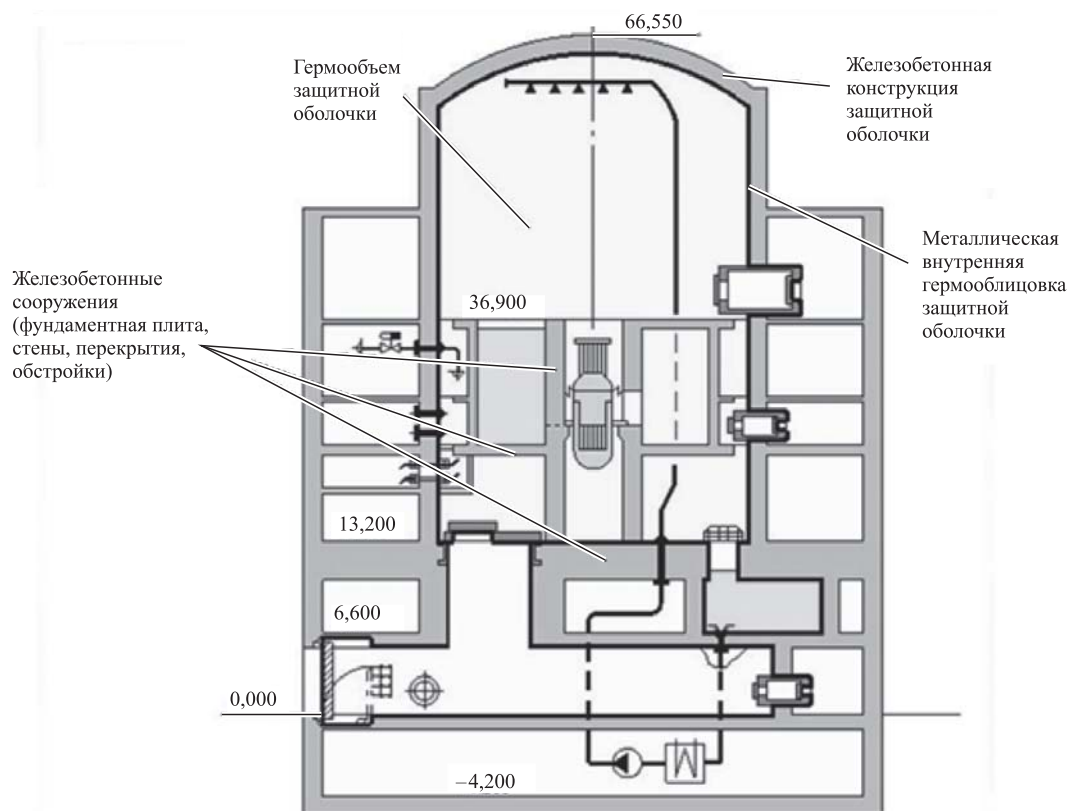 66,550
Гермообъем
защитной
оболочки
Железобетонная
конструкция
защитной
оболочки
Металлическая
внутренняя
гермооблицовка
защитной
оболочки
Железобетонные
сооружения
(фундаментная плита,
стены, перекрытия,
обстройки)
36,900
13,200
6,600
0,000
–4,200